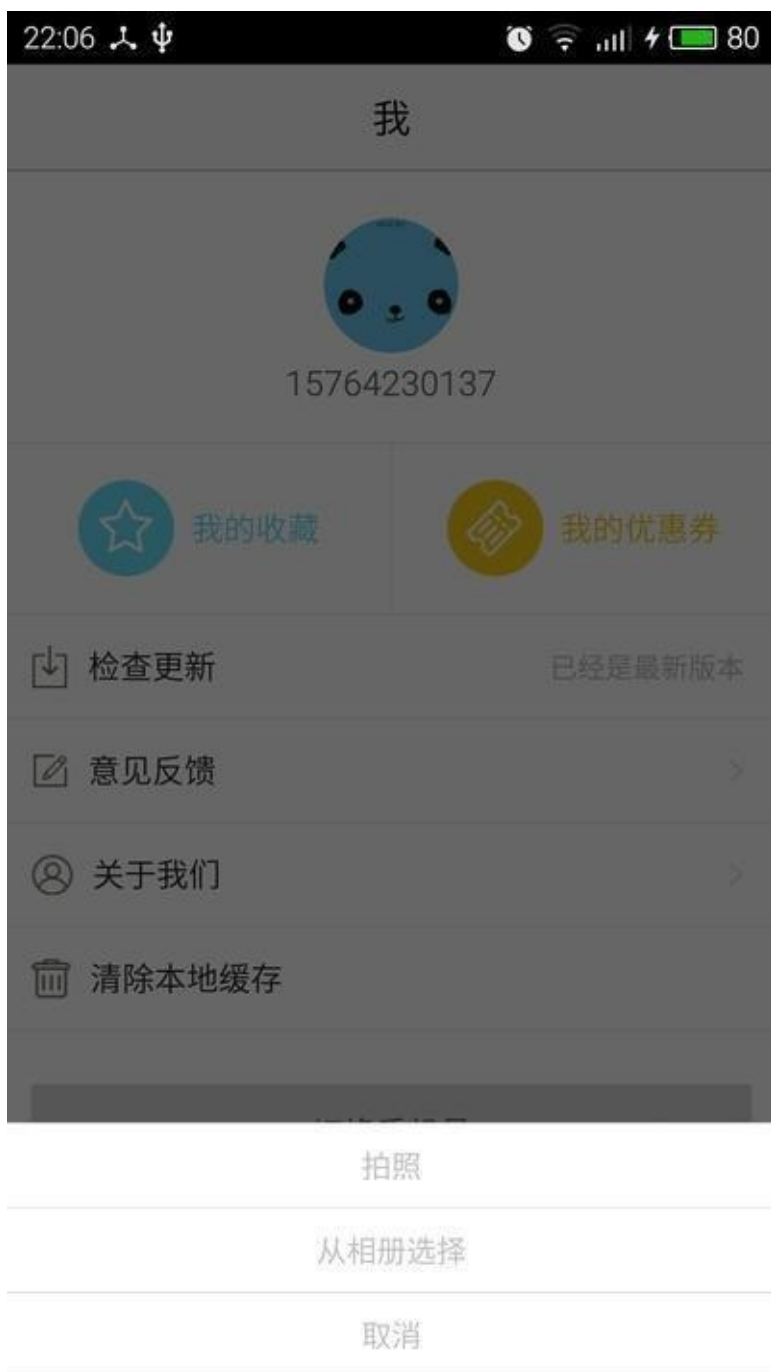 22:06 80
我
15764230137
我的收藏 我的优惠券
检查更新 已经是最新版本
意见反馈
关于我们
清除本地缓存
拍照
从相册选择
取消